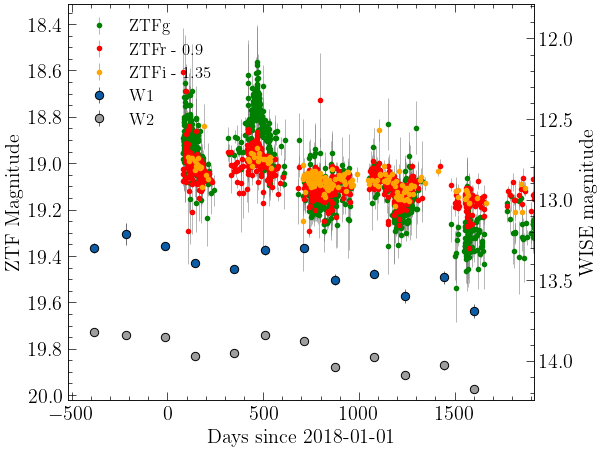 ZTFg
ZTFr - 0.9
ZTFi - 1.35
W1
W2
18.4
18.6
18.8
19.0
19.2
19.4
19.6
19.8
20.0
ZTF Magnitude
12.0
12.5
13.0
13.5
14.0
WISE magnitude
−500 0 500 1000 1500
Days since 2018-01-01